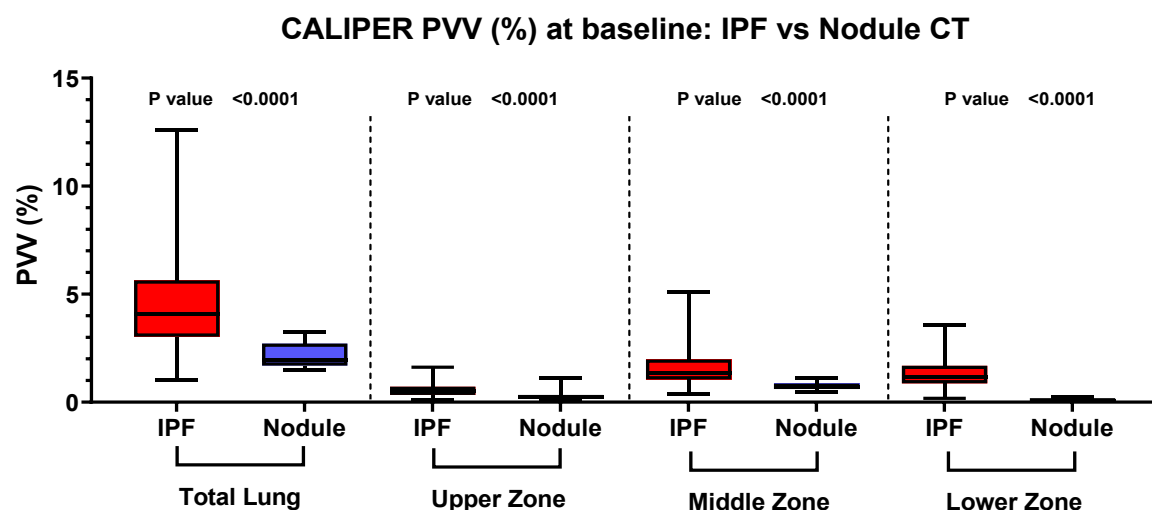 CALIPER PVV (%) at baseline: IPF vs Nodule CT
P value <0.0001 P value <0.0001 P value <0.0001 P value <0.0001
PVV (%)
15
10
5
0
IPF Nodule IPF Nodule IPF Nodule IPF Nodule
Total Lung Upper Zone Middle Zone Lower Zone